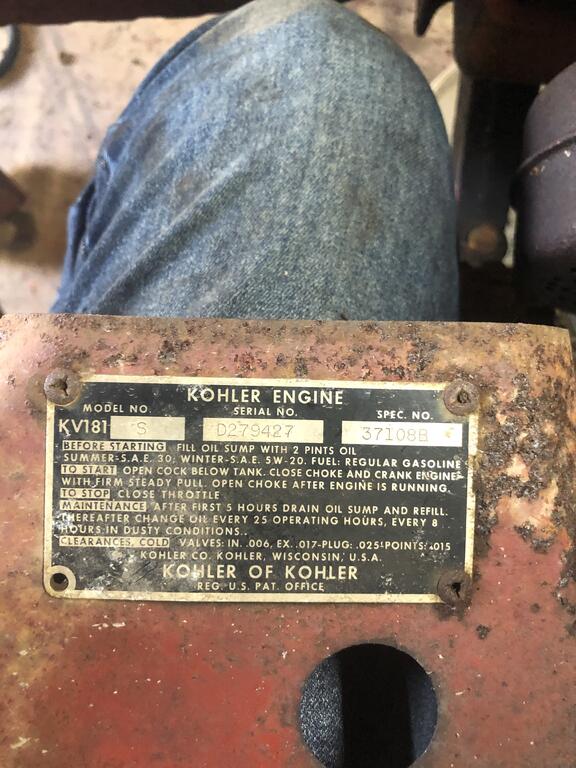 KOHLER ENGINE
MODEL NO. SERIAL NO. SPEC. NO.
KV181 S D279427 37108B
BEFORE STARTING FILL OIL SUMP WITH 2 PINTS OIL
SUMMER-S.A.E. 30, WINTER-S.A.E. 5W-20. FUEL: REGULAR GASOLINE
TO START OPEN COCK BELOW TANK. CLOSE CHOKE AND CRANK ENGINE
WITH FIRM STEADY PULL. OPEN CHOKE AFTER ENGINE IS RUNNING.
TO STOP CLOSE THROTTLE
MAINTENANCE AFTER FIRST 5 HOURS DRAIN OIL SUMP AND REFILL.
THEREAFTER CHANGE OIL EVERY 25 OPERATING HOURS, EVERY 8
HOURS IN DUSTY CONDITIONS.
CLEARANCES, COLD VALVES: IN. .006, EX. .017-PLUG: .025 POINTS: .015
KOHLER CO. KOHLER, WISCONSIN, U.S.A.
KOHLER OF KOHLER
REG. U.S. PAT. OFFICE